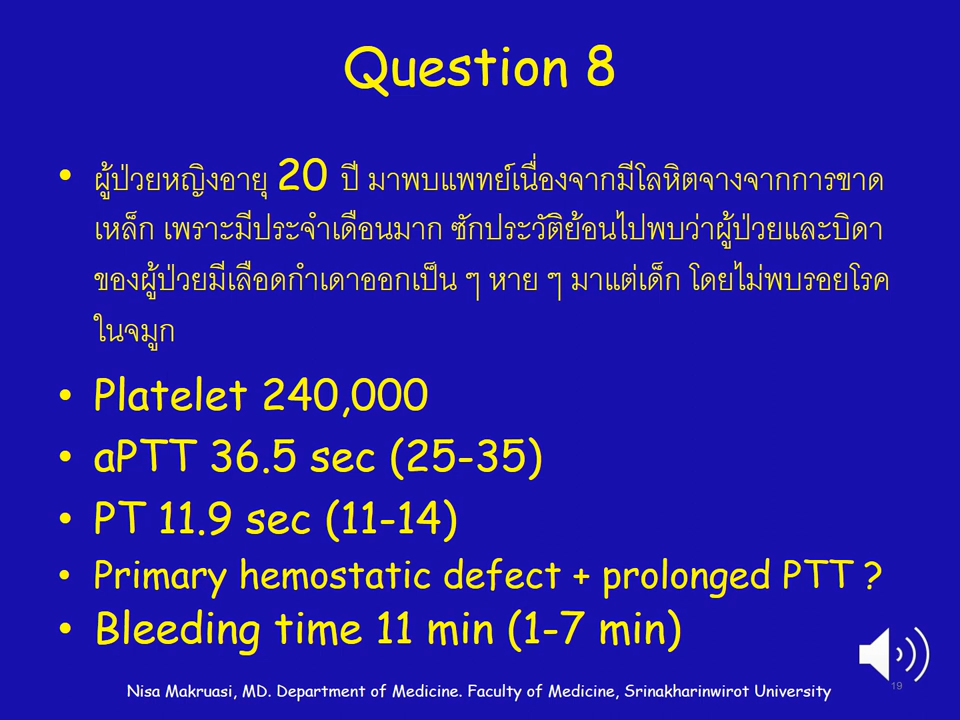 Question 8
• ผู้ป่วยหญิงอายุ 20 ปี มาพบแพทย์เนื่องจากมีโลหิตจางจากการขาด
เหล็ก เพราะมีประจำเดือนมาก ซักประวัติย้อนไปพบว่าผู้ป่วยและบิดา
ของผู้ป่วยมีเลือดกำเดาออกเป็น ๆ หาย ๆ มาแต่เด็ก โดยไม่พบรอยโรค
ในจมูก
• Platelet 240,000
• aPTT 36.5 sec (25-35)
• PT 11.9 sec (11-14)
• Primary hemostatic defect + prolonged PTT ?
• Bleeding time 11 min (1-7 min)
Nisa Makruasi, MD. Department of Medicine. Faculty of Medicine, Srinakharinwirot University
19